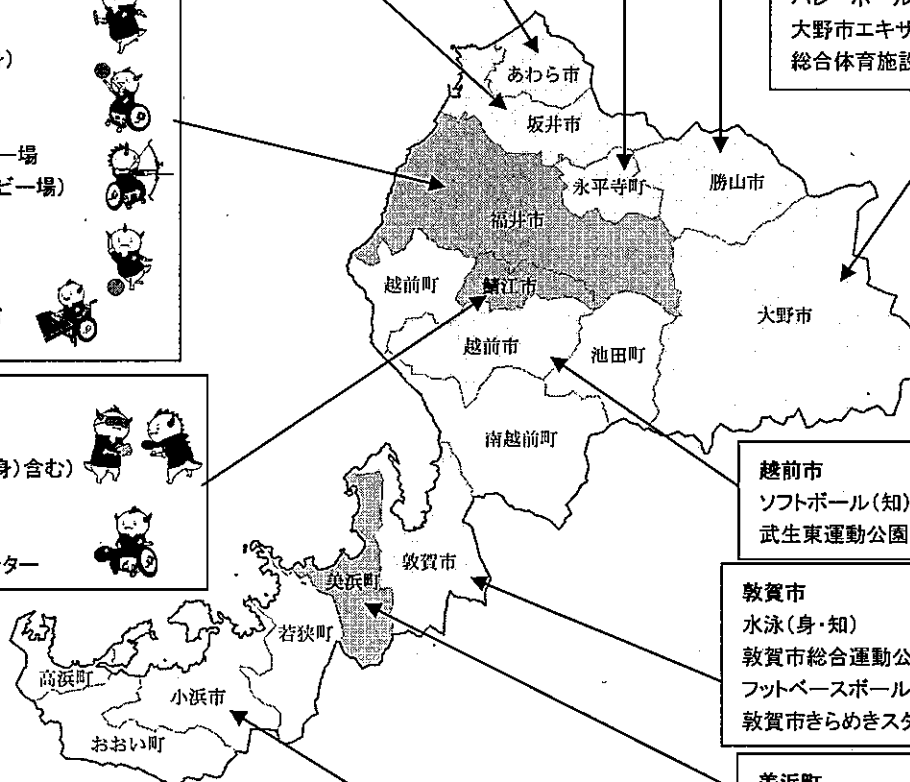 バレーボール
大野市エキサ
総合体育施設
ー場
ビー場）
身）含む）
ター
あわら市
坂井市
永平寺町
勝山市
福井市
越前町
鯖江市
大野市
越前市
池田町
南越前町
敦賀市
美浜町
若狭町
高浜町
小浜市
おおい町
越前市
ソフトボール（知）
武生東運動公園
敦賀市
水泳（身・知）
敦賀市総合運動公
フットベースボール
敦賀市きらめきスタ
美浜町